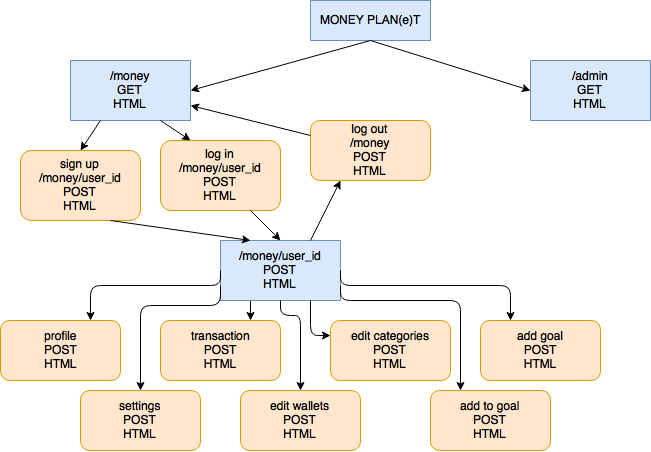 MONEY PLAN(e)T
/money
GET
HTML
/admin
GET
HTML
sign up
/money/user_id
POST
HTML
log in
/money/user_id
POST
HTML
log out
/money
POST
HTML
/money/user_id
POST
HTML
profile
POST
HTML
transaction
POST
HTML
edit categories
POST
HTML
add goal
POST
HTML
settings
POST
HTML
edit wallets
POST
HTML
add to goal
POST
HTML